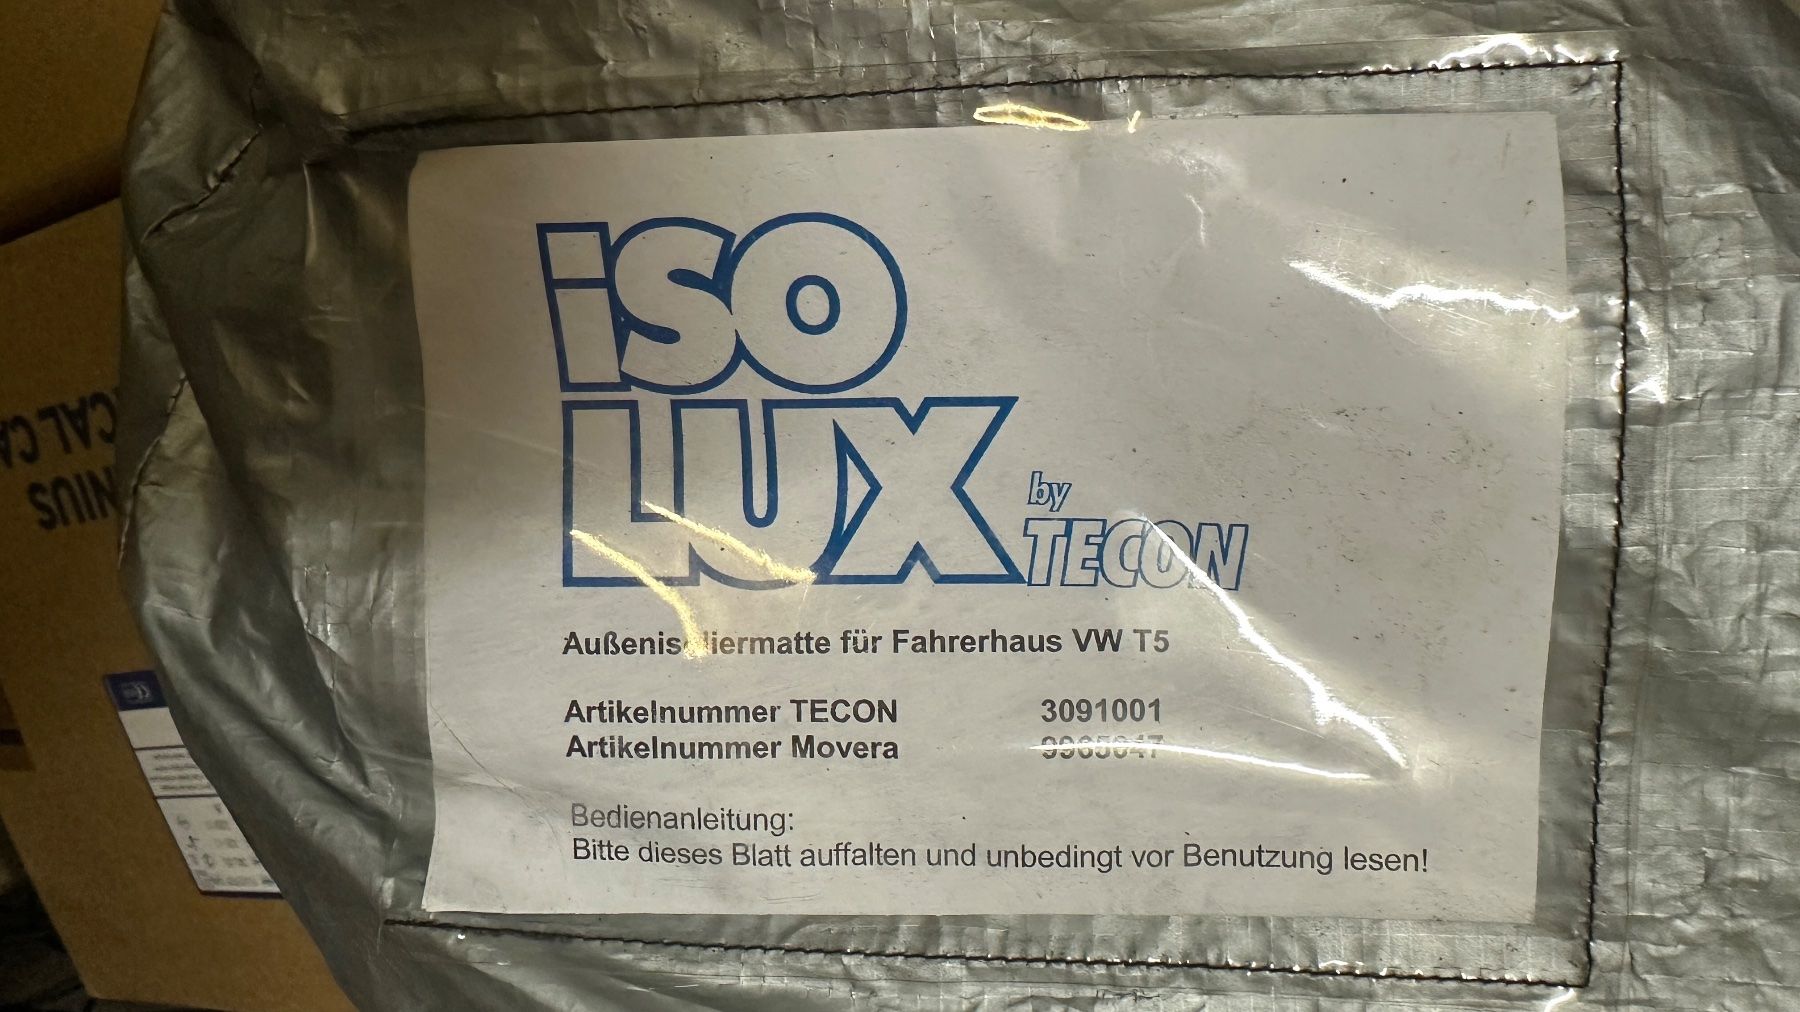 iSO
LUX
by
TECON
Außenisoliermatte für Fahrerhaus VW T5
Artikelnummer TECON 3091001
Artikelnummer Movera
Bedienanleitung:
Bitte dieses Blatt auffalten und unbedingt vor Benutzung lesen!